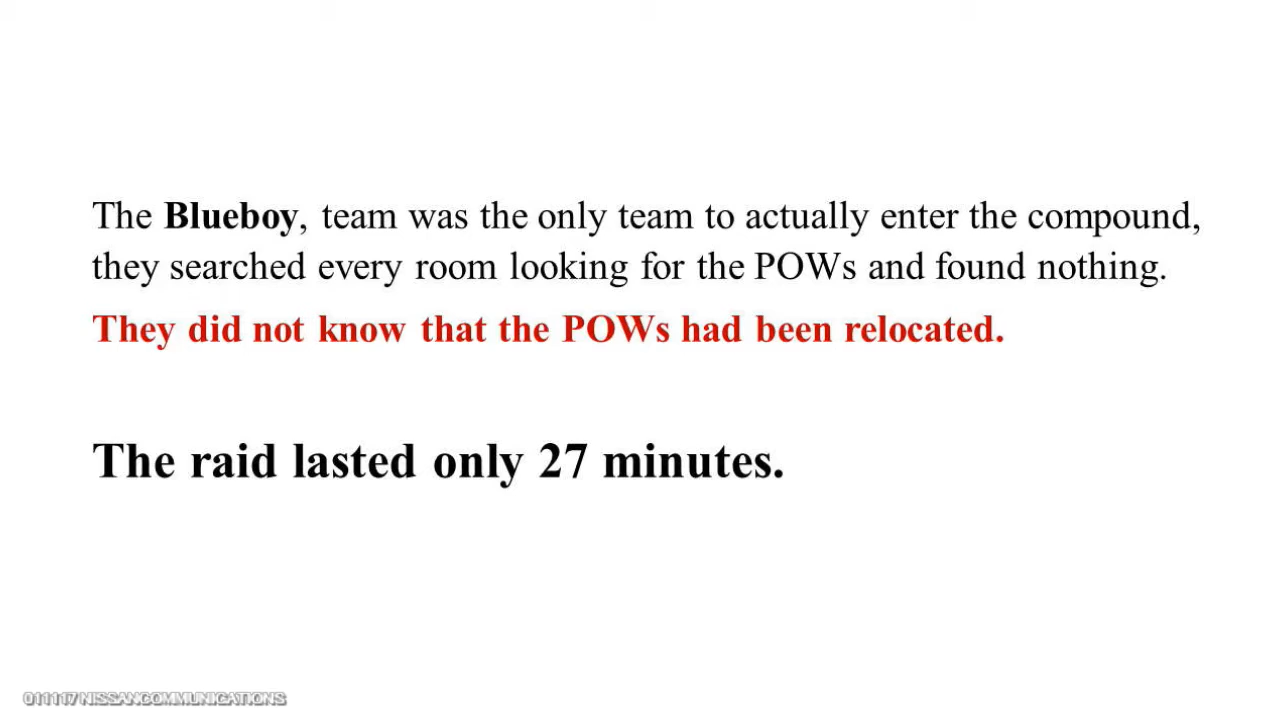 The Blueboy, team was the only team to actually enter the compound,
they searched every room looking for the POWs and found nothing.
They did not know that the POWs had been relocated.
The raid lasted only 27 minutes.
011117 NISSANCOMMUNICATIONS